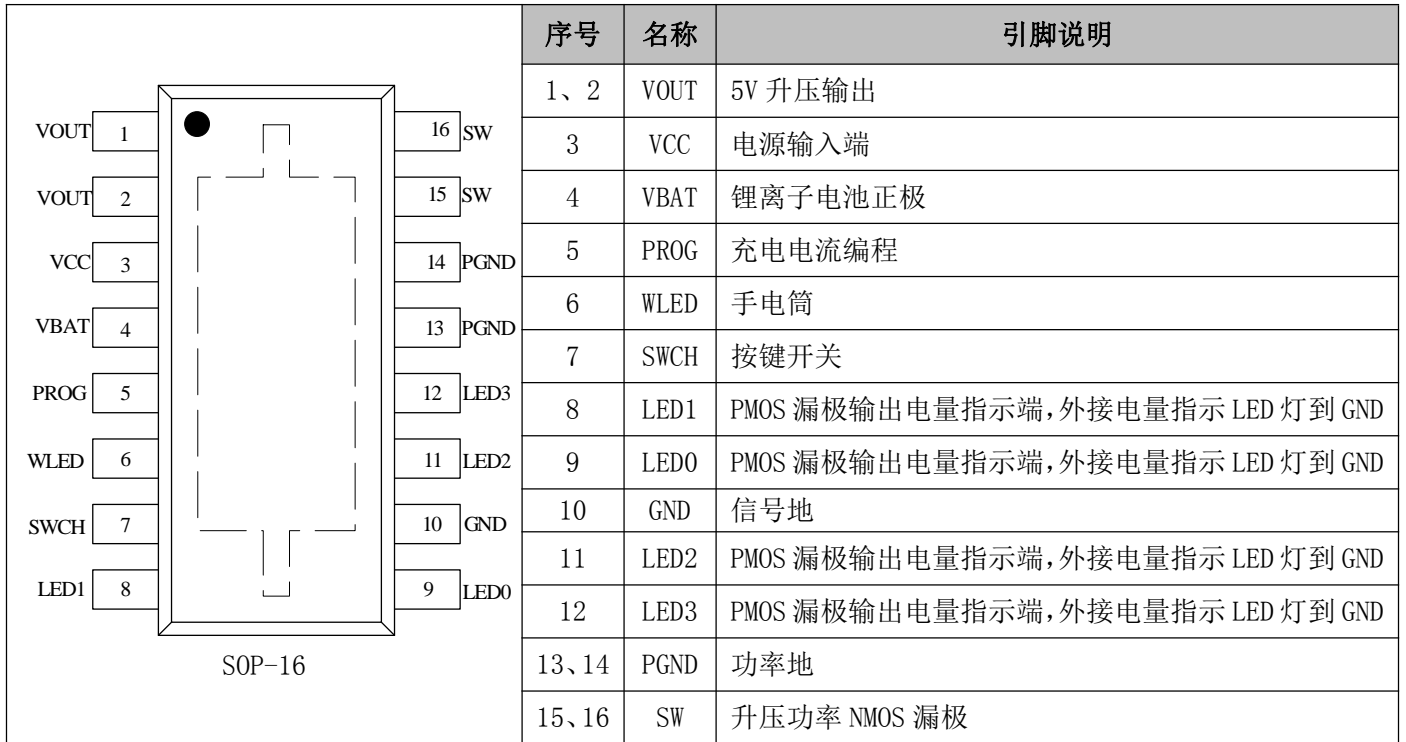 VOUT 1
VOUT 2
VCC 3
VBAT 4
PROG 5
WLED 6
SWCH 7
LED1 8
16 SW
15 SW
14 PGND
13 PGND
12 LED3
11 LED2
10 GND
9 LED0
SOP-16
序号 名称 引脚说明
1、2 VOUT 5V 升压输出
3 VCC 电源输入端
4 VBAT 锂离子电池正极
5 PROG 充电电流编程
6 WLED 手电筒
7 SWCH 按键开关
8 LED1 PMOS 漏极输出电量指示端,外接电量指示 LED 灯到 GND
9 LED0 PMOS 漏极输出电量指示端,外接电量指示 LED 灯到 GND
10 GND 信号地
11 LED2 PMOS 漏极输出电量指示端,外接电量指示 LED 灯到 GND
12 LED3 PMOS 漏极输出电量指示端,外接电量指示 LED 灯到 GND
13、14 PGND 功率地
15、16 SW 升压功率 NMOS 漏极